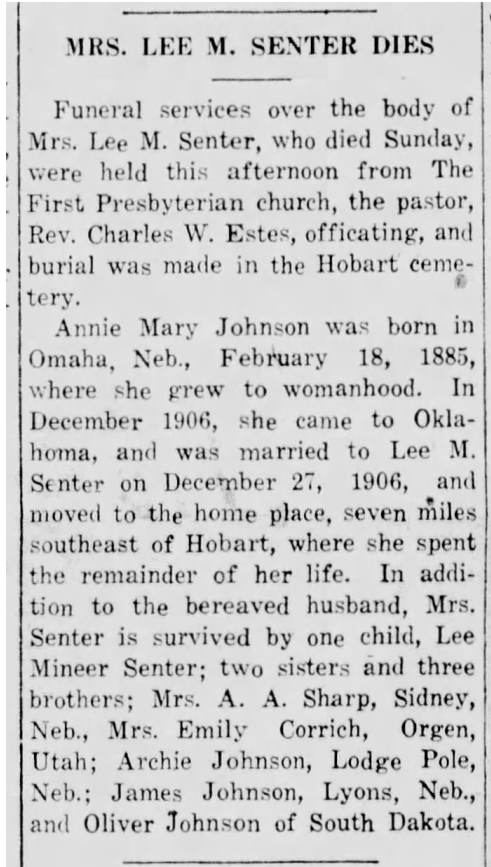 MRS. LEE M. SENTER DIES
Funeral services over the body of
Mrs. Lee M. Senter, who died Sunday,
were held this afternoon from The
First Presbyterian church, the pastor,
Rev. Charles W. Estes, officating, and
burial was made in the Hobart ceme-
tery.
Annie Mary Johnson was born in
Omaha, Neb., February 18, 1885,
where she grew to womanhood. In
December 1906, she came to Okla-
homa, and was married to Lee M.
Senter on December 27, 1906, and
moved to the home place, seven miles
southeast of Hobart, where she spent
the remainder of her life. In addi-
tion to the bereaved husband, Mrs.
Senter is survived by one child, Lee
Mineer Senter; two sisters and three
brothers; Mrs. A. A. Sharp, Sidney,
Neb., Mrs. Emily Corrich, Orgen,
Utah; Archie Johnson, Lodge Pole,
Neb.; James Johnson, Lyons, Neb.,
and Oliver Johnson of South Dakota.